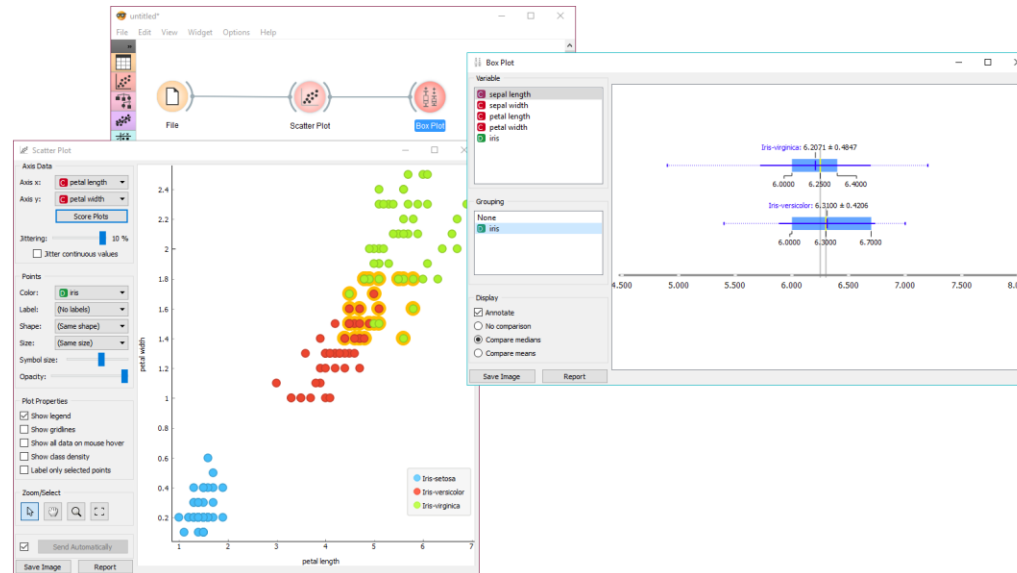 untitled*
File Edit View Widget Options Help
File
Scatter Plot
Box Plot
Box Plot
Variable
C sepal length
C sepal width
C petal length
C petal width
D iris
Grouping
None
D iris
Display
Annotate
No comparison
Compare medians
Compare means
Save Image Report
Iris-virginica: 6.2071 ± 0.4847
6.0000 6.2500 6.4000
Iris-versicolor: 6.3100 ± 0.4206
6.0000 6.3000 6.7000
4.500 5.000 5.500 6.000 6.500 7.000 7.500 8.0
Scatter Plot
Axis Data
Axis x: C petal length
Axis y: C petal width
Score Plots
Jittering: 10 %
Jitter continuous values
Points
Color: D iris
Label: (No labels)
Shape: (Same shape)
Size: (Same size)
Symbol size:
Opacity:
Plot Properties
Show legend
Show gridlines
Show all data on mouse hover
Show class density
Label only selected points
Zoom/Select
Send Automatically
Save Image Report
petal width
2.4
2.2
2
1.8
1.6
1.4
1.2
1
0.8
0.6
0.4
0.2
1 2 3 4 5 6 7
petal length
Iris-setosa
Iris-versicolor
Iris-virginica